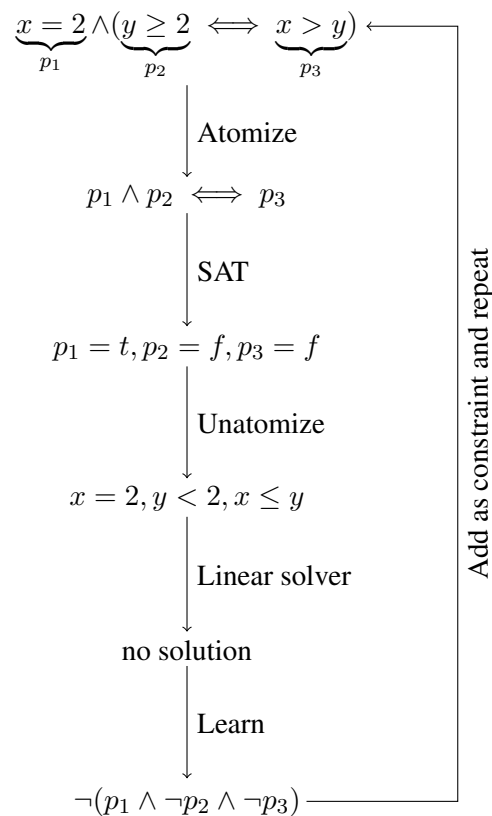 x = 2 ∧ (y ≥ 2 ⟺ x > y)
p₁ p₂ p₃
Atomize
p₁ ∧ p₂ ⟺ p₃
SAT
p₁ = t, p₂ = f, p₃ = f
Unatomize
x = 2, y < 2, x ≤ y
Linear solver
no solution
Learn
¬(p₁ ∧ ¬p₂ ∧ ¬p₃)
Add as constraint and repeat